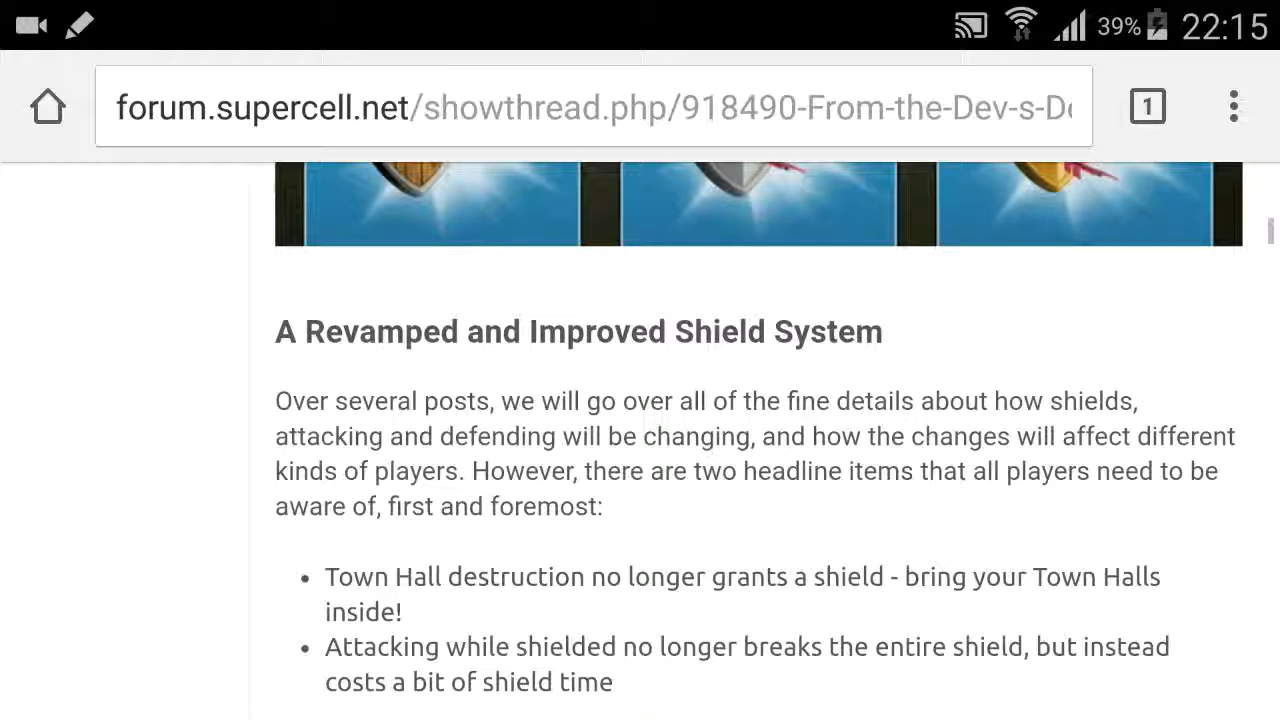 39% 22:15
forum.supercell.net/showthread.php/918490-From-the-Dev-s-De
1
A Revamped and Improved Shield System
Over several posts, we will go over all of the fine details about how shields,
attacking and defending will be changing, and how the changes will affect different
kinds of players. However, there are two headline items that all players need to be
aware of, first and foremost:
• Town Hall destruction no longer grants a shield - bring your Town Halls
inside!
• Attacking while shielded no longer breaks the entire shield, but instead
costs a bit of shield time